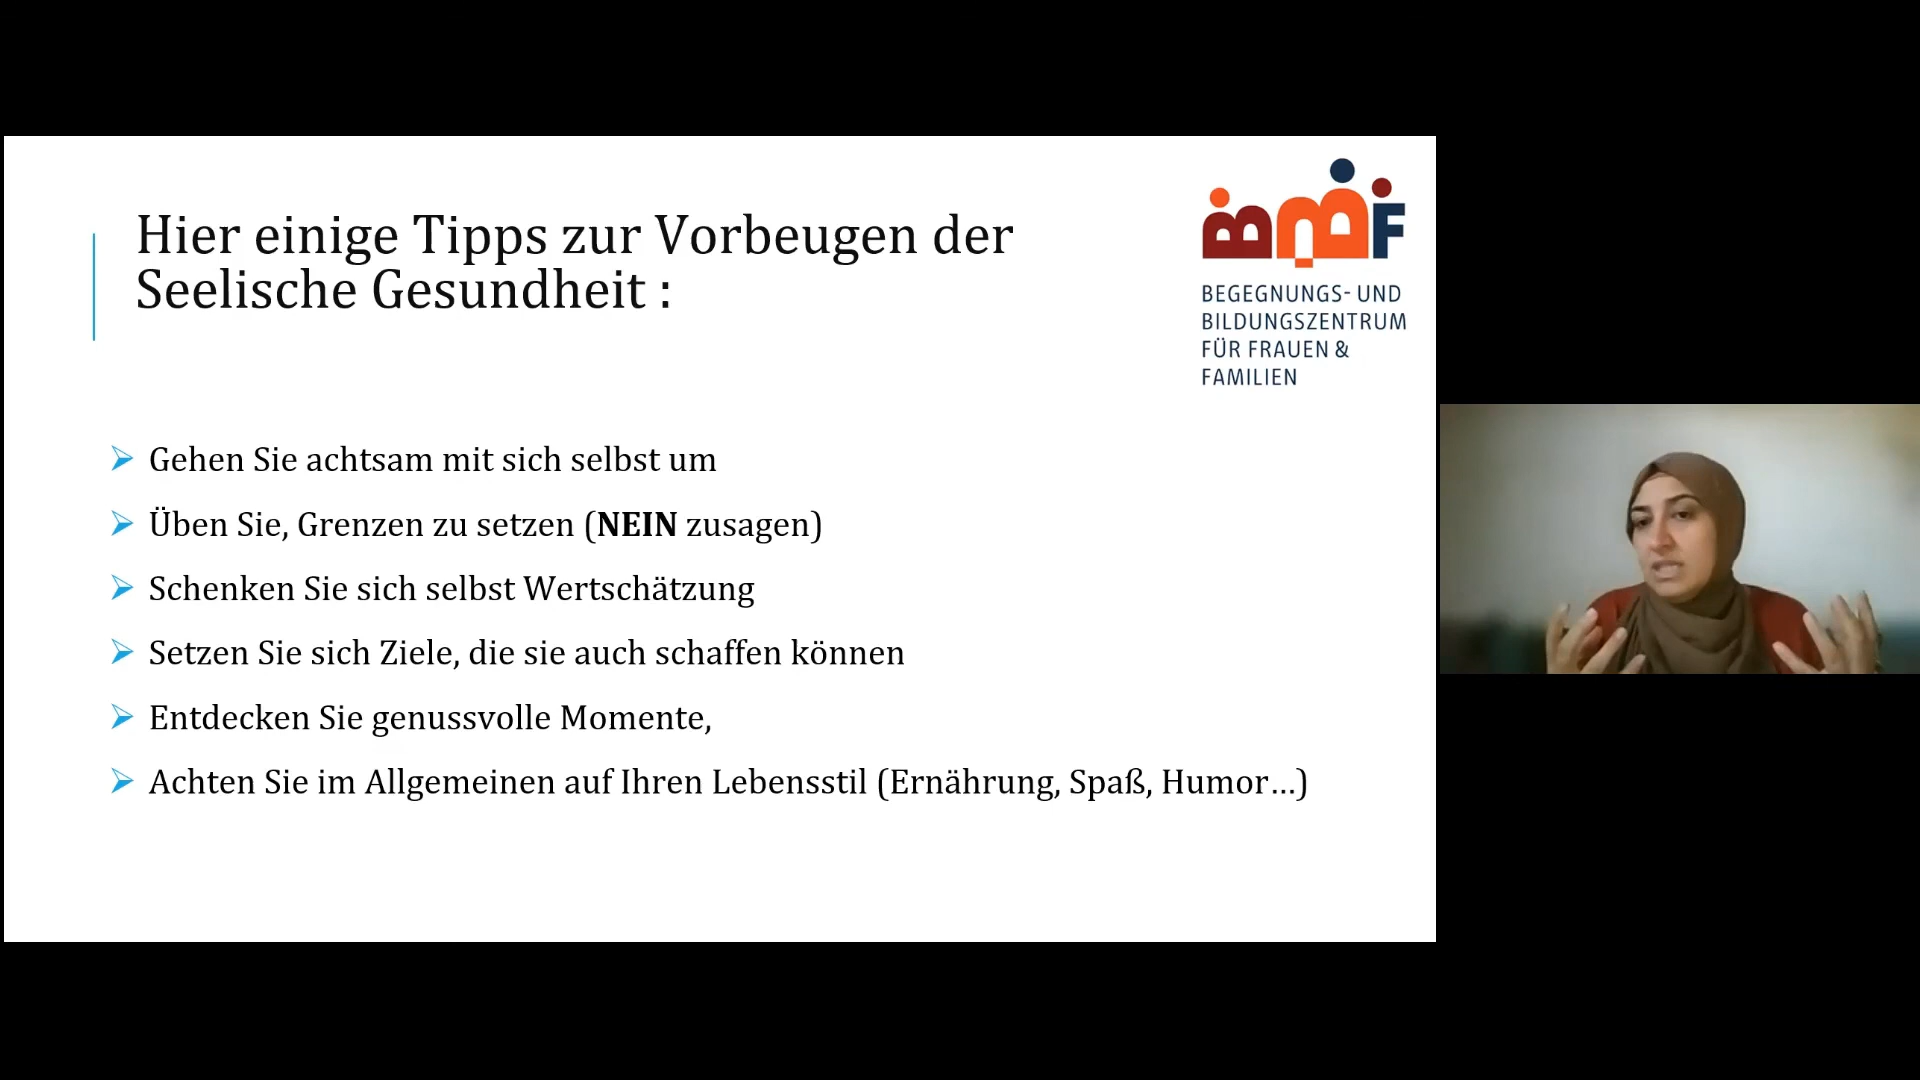 Hier einige Tipps zur Vorbeugen der
Seelische Gesundheit :
BBF
BEGEGNUNGS- UND
BILDUNGSZENTRUM
FÜR FRAUEN &
FAMILIEN
Gehen Sie achtsam mit sich selbst um
Üben Sie, Grenzen zu setzen (NEIN zusagen)
Schenken Sie sich selbst Wertschätzung
Setzen Sie sich Ziele, die sie auch schaffen können
Entdecken Sie genussvolle Momente,
Achten Sie im Allgemeinen auf Ihren Lebensstil (Ernährung, Spaß, Humor…)